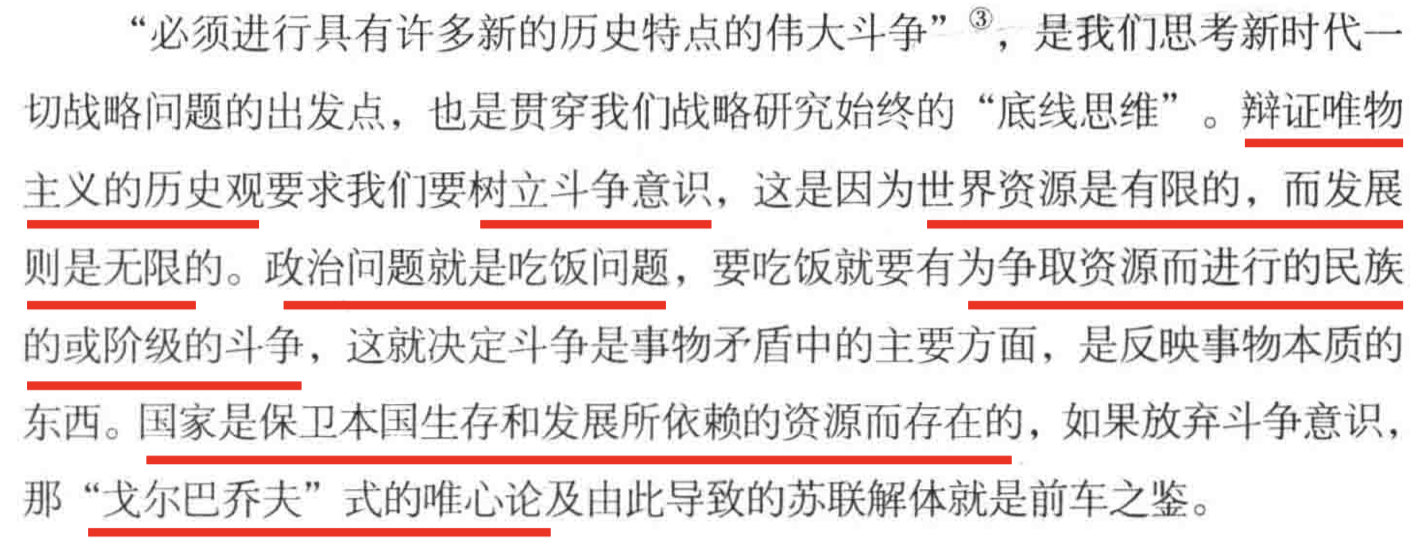 “必须进行具有许多新的历史特点的伟大斗争”③，是我们思考新时代一
切战略问题的出发点，也是贯穿我们战略研究始终的“底线思维”。辩证唯物
主义的历史观要求我们要树立斗争意识，这是因为世界资源是有限的，而发展
则是无限的。政治问题就是吃饭问题，要吃饭就要有为争取资源而进行的民族
的或阶级的斗争，这就决定斗争是事物矛盾中的主要方面，是反映事物本质的
东西。国家是保卫本国生存和发展所依赖的资源而存在的，如果放弃斗争意识，
那“戈尔巴乔夫”式的唯心论及由此导致的苏联解体就是前车之鉴。